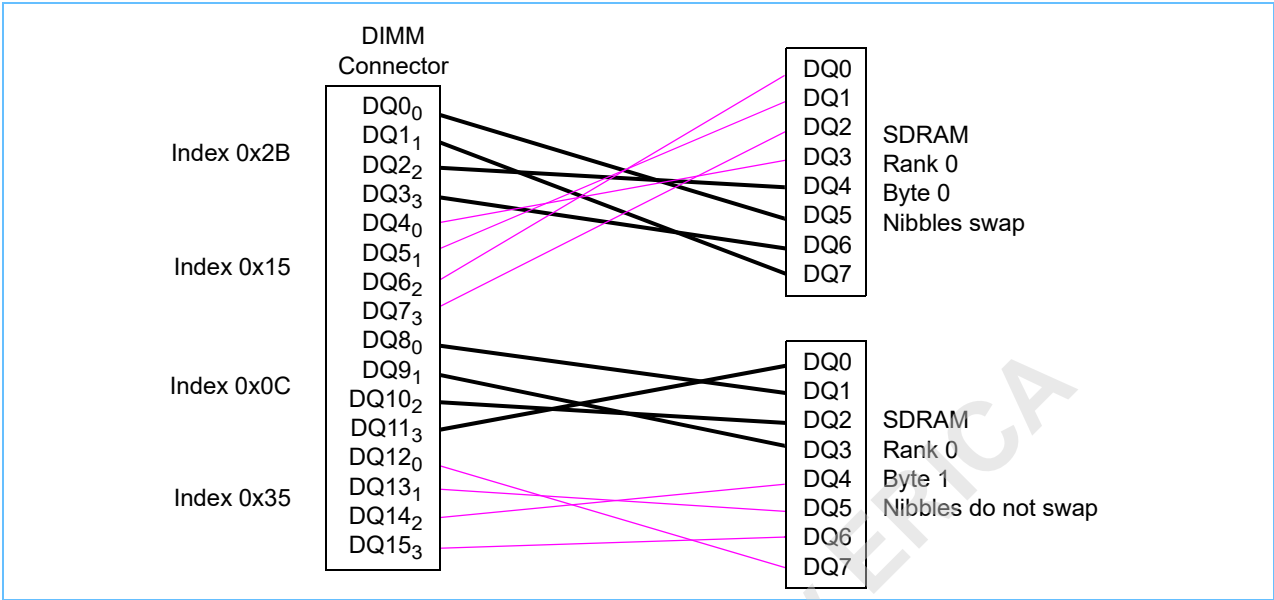 DIMM
Connector
DQ0₀
DQ1₁
DQ2₂
DQ3₃
DQ4₀
DQ5₁
DQ6₂
DQ7₃
DQ8₀
DQ9₁
DQ10₂
DQ11₃
DQ12₀
DQ13₁
DQ14₂
DQ15₃
Index 0x2B
Index 0x15
Index 0x0C
Index 0x35
DQ0
DQ1
DQ2
DQ3
DQ4
DQ5
DQ6
DQ7
SDRAM
Rank 0
Byte 0
Nibbles swap
DQ0
DQ1
DQ2
DQ3
DQ4
DQ5
DQ6
DQ7
SDRAM
Rank 0
Byte 1
Nibbles do not swap
ERICA